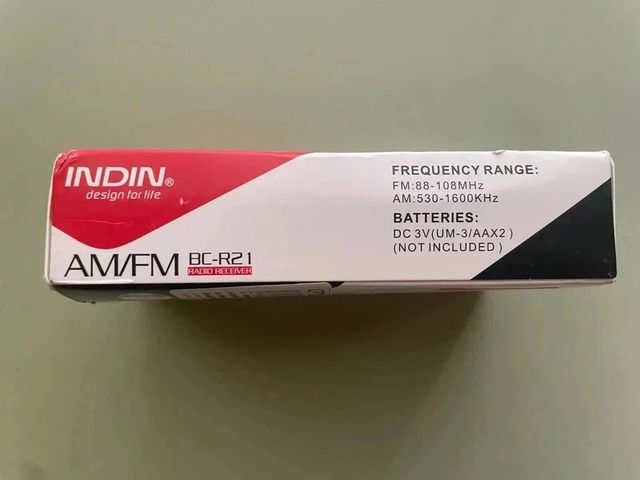 INDIN®
design for life
AM/FM BC-R21
RADIO RECEIVER
FREQUENCY RANGE:
FM:88-108MHz
AM:530-1600KHz
BATTERIES:
DC 3V(UM-3/AAX2 )
(NOT INCLUDED )